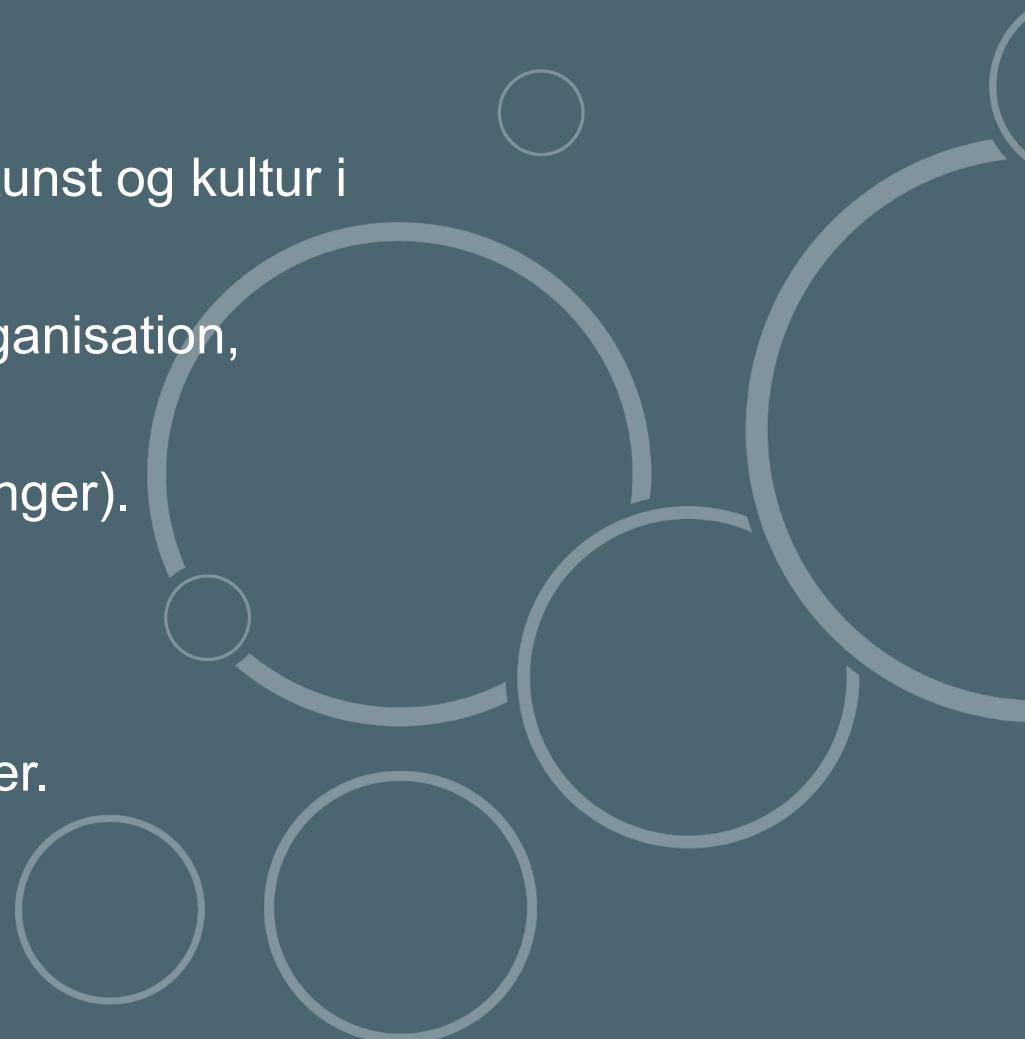 unst og kultur i
ganisation,
nger).
er.